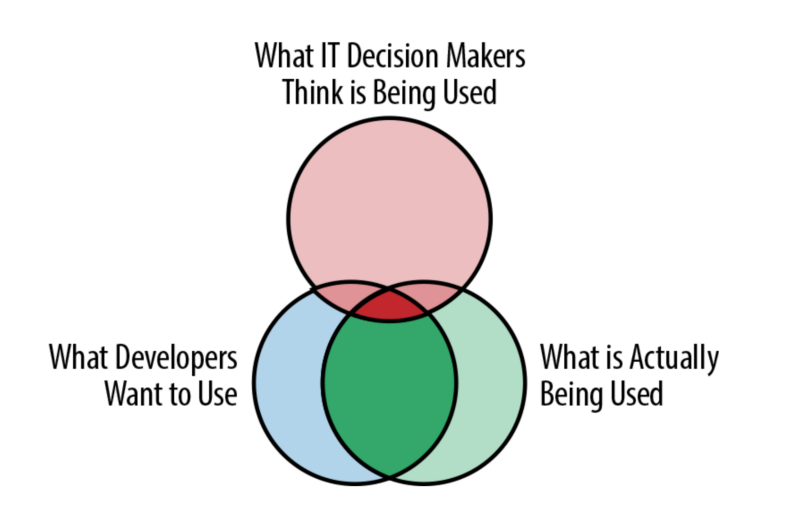 What IT Decision Makers
Think is Being Used
What Developers
Want to Use
What is Actually
Being Used